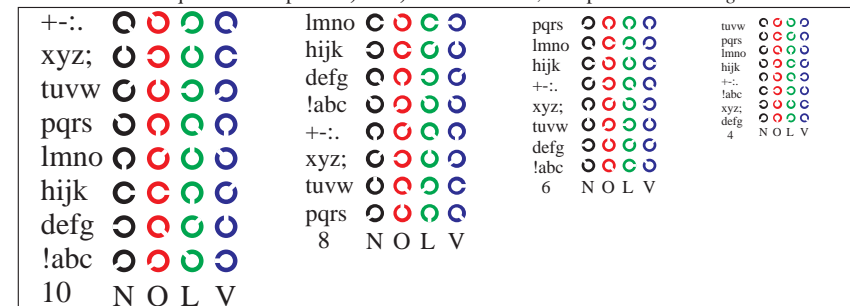 +-:.
xyz;
tuvw
pqrs
lmno
hijk
defg
!abc
10 N O L V
lmno
hijk
defg
!abc
+-:.
xyz;
tuvw
pqrs
8 N O L V
pqrs
lmno
hijk
+-:.
xyz;
tuvw
defg
!abc
6 N O L V
tuvw
pqrs
lmno
hijk
+-:.
!abc
xyz;
defg
4 N O L V